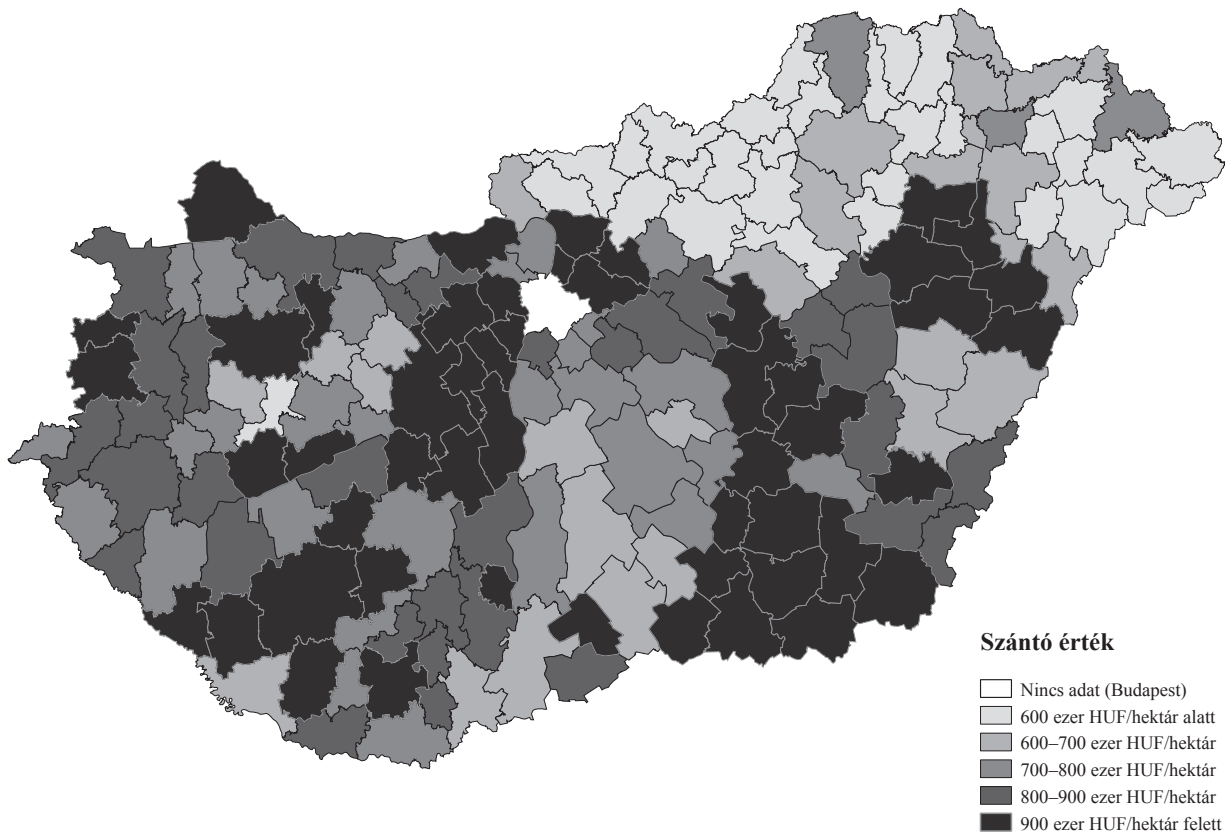 Szántó érték
Nincs adat (Budapest)
600 ezer HUF/hektár alatt
600–700 ezer HUF/hektár
700–800 ezer HUF/hektár
800–900 ezer HUF/hektár
900 ezer HUF/hektár felett